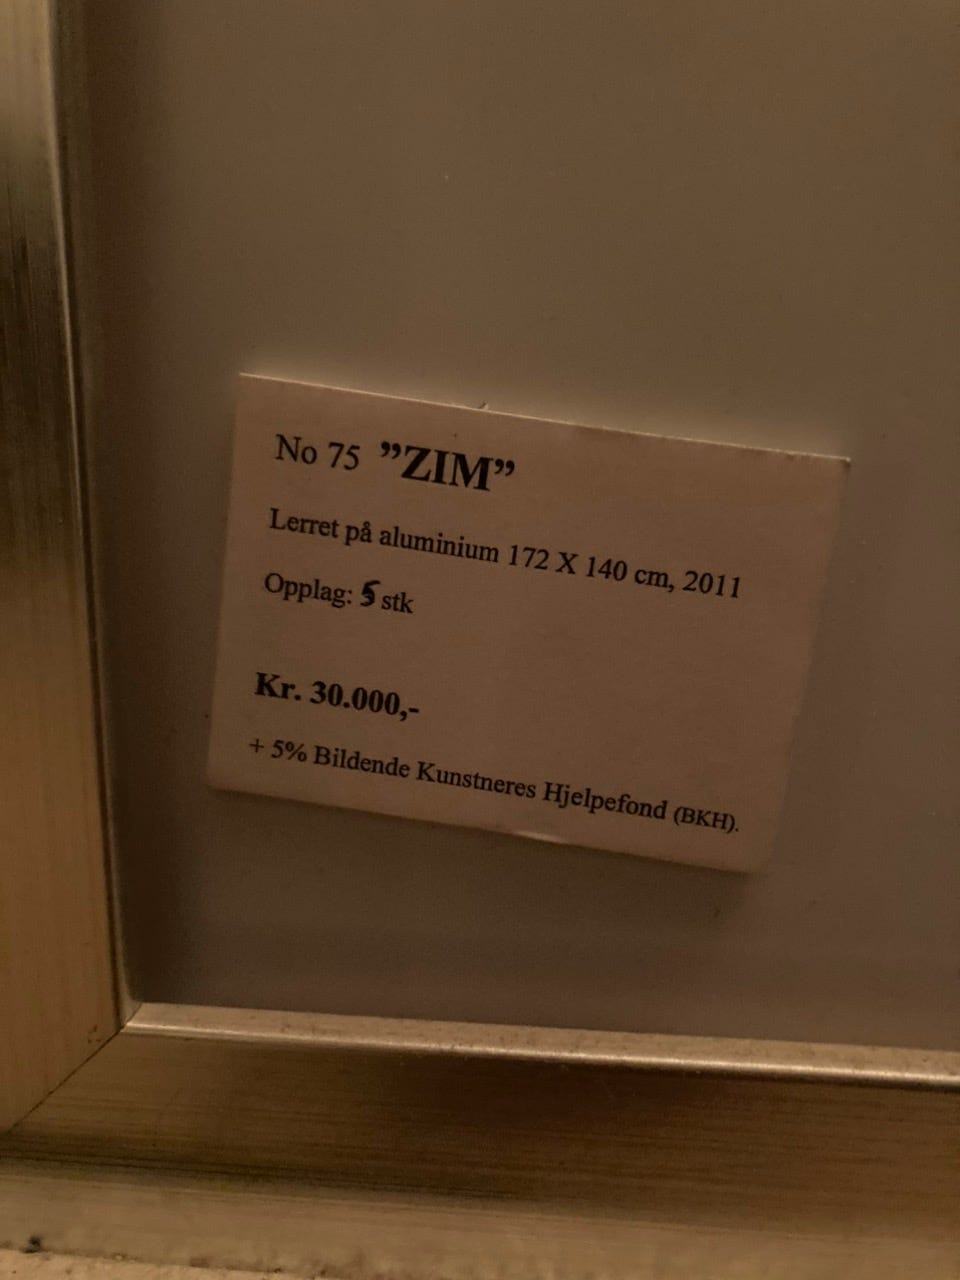 No 75 ”ZIM”
Lerret på aluminium 172 X 140 cm, 2011
Opplag: 5 stk
Kr. 30.000,-
+ 5% Bildende Kunstneres Hjelpefond (BKH).